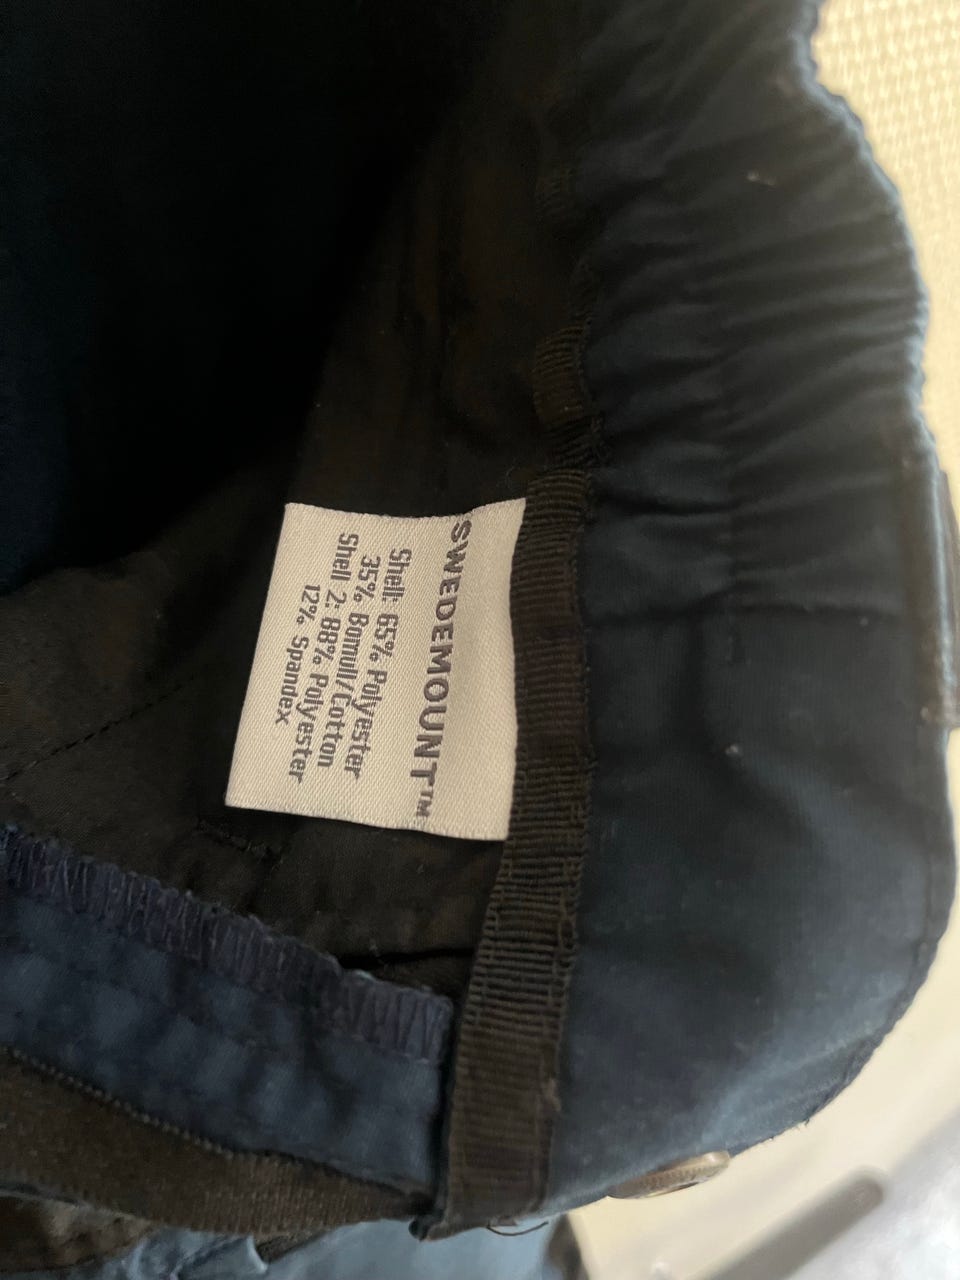 SWEDEMOUNT™
Shell: 65% Polyester
35% Bomull/Cotton
Shell 2: 88% Polyester
12% Spandex